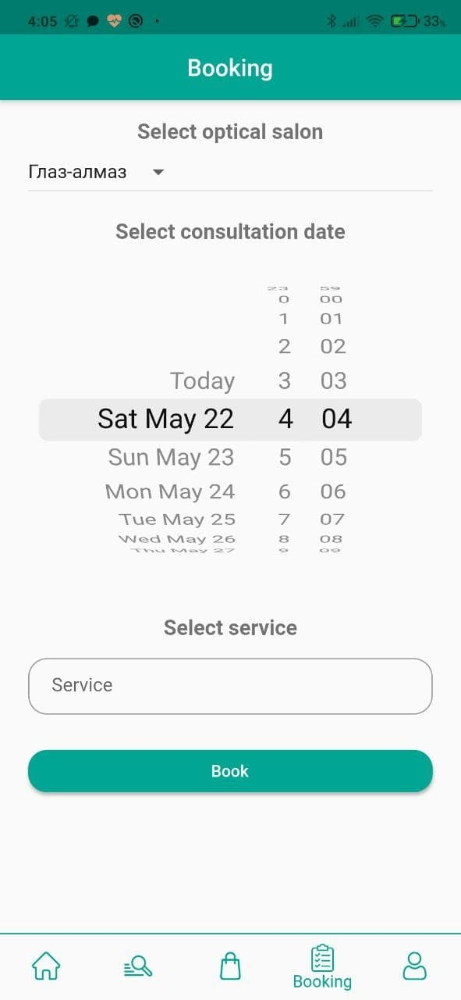 4:05 33%
Booking
Select optical salon
Глаз-алмаз
Select consultation date
23 59
0 00
1 01
2 02
Today 3 03
Sat May 22 4 04
Sun May 23 5 05
Mon May 24 6 06
Tue May 25 7 07
Wed May 26 8 08
Thu May 27 9 09
Select service
Service
Book
Booking